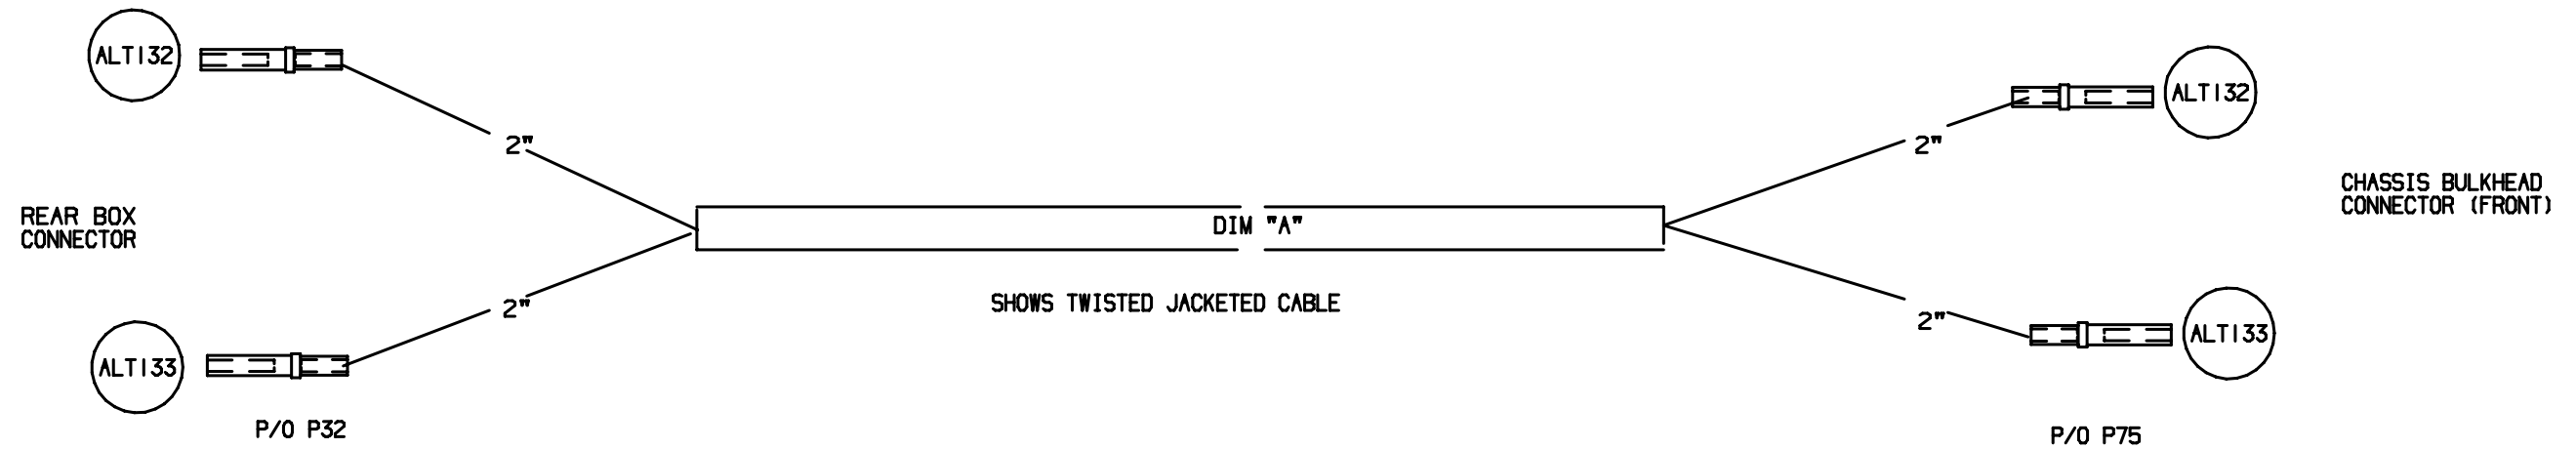 ALT132
ALT132
2"
2"
CHASSIS BULKHEAD
CONNECTOR (FRONT)
REAR BOX
CONNECTOR
DIM "A"
SHOWS TWISTED JACKETED CABLE
2"
2"
ALT133
ALT133
P/O P32
P/O P75